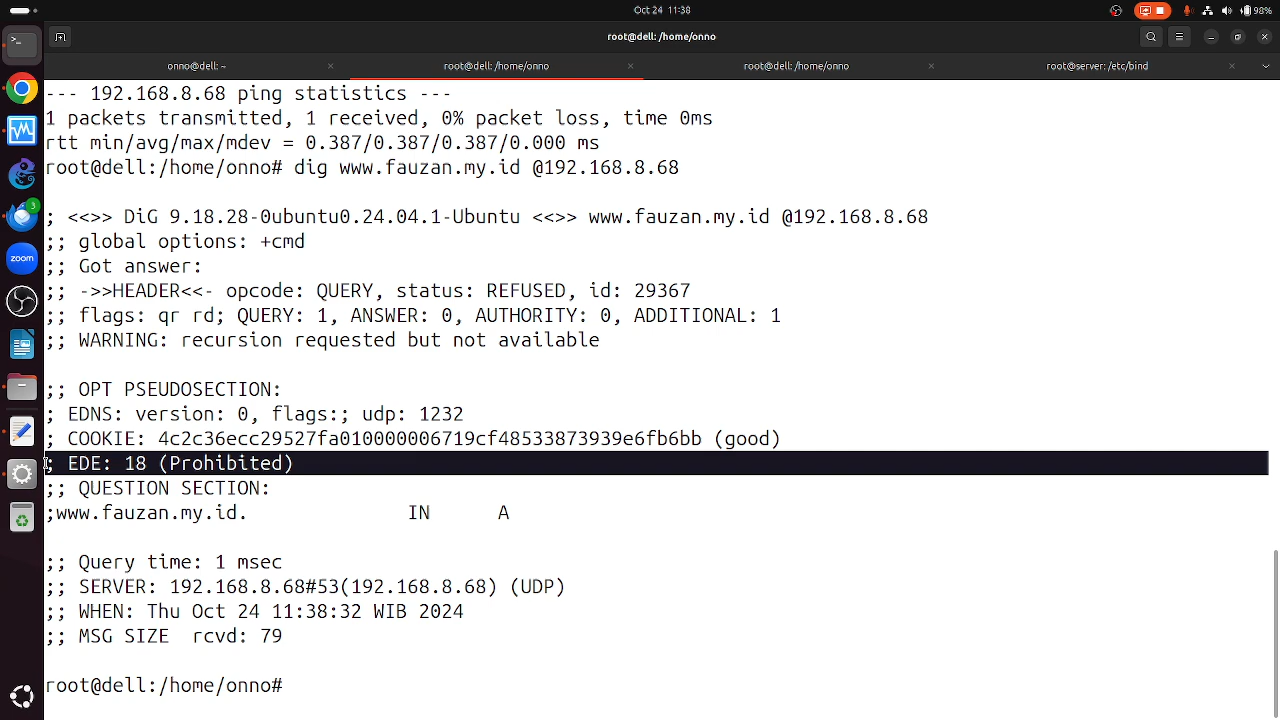 Oct 24 11:38
98%
root@dell: /home/onno
onno@dell: ~
root@dell: /home/onno
root@dell: /home/onno
root@server: /etc/bind
--- 192.168.8.68 ping statistics ---
1 packets transmitted, 1 received, 0% packet loss, time 0ms
rtt min/avg/max/mdev = 0.387/0.387/0.387/0.000 ms
root@dell:/home/onno# dig www.fauzan.my.id @192.168.8.68
; <<>> DiG 9.18.28-0ubuntu0.24.04.1-Ubuntu <<>> www.fauzan.my.id @192.168.8.68
;; global options: +cmd
;; Got answer:
;; ->>HEADER<<- opcode: QUERY, status: REFUSED, id: 29367
;; flags: qr rd; QUERY: 1, ANSWER: 0, AUTHORITY: 0, ADDITIONAL: 1
;; WARNING: recursion requested but not available
;; OPT PSEUDOSECTION:
; EDNS: version: 0, flags:; udp: 1232
; COOKIE: 4c2c36ecc29527fa010000006719cf48533873939e6fb6bb (good)
; EDE: 18 (Prohibited)
;; QUESTION SECTION:
;www.fauzan.my.id. IN A
;; Query time: 1 msec
;; SERVER: 192.168.8.68#53(192.168.8.68) (UDP)
;; WHEN: Thu Oct 24 11:38:32 WIB 2024
;; MSG SIZE rcvd: 79
root@dell:/home/onno#
3
zoom